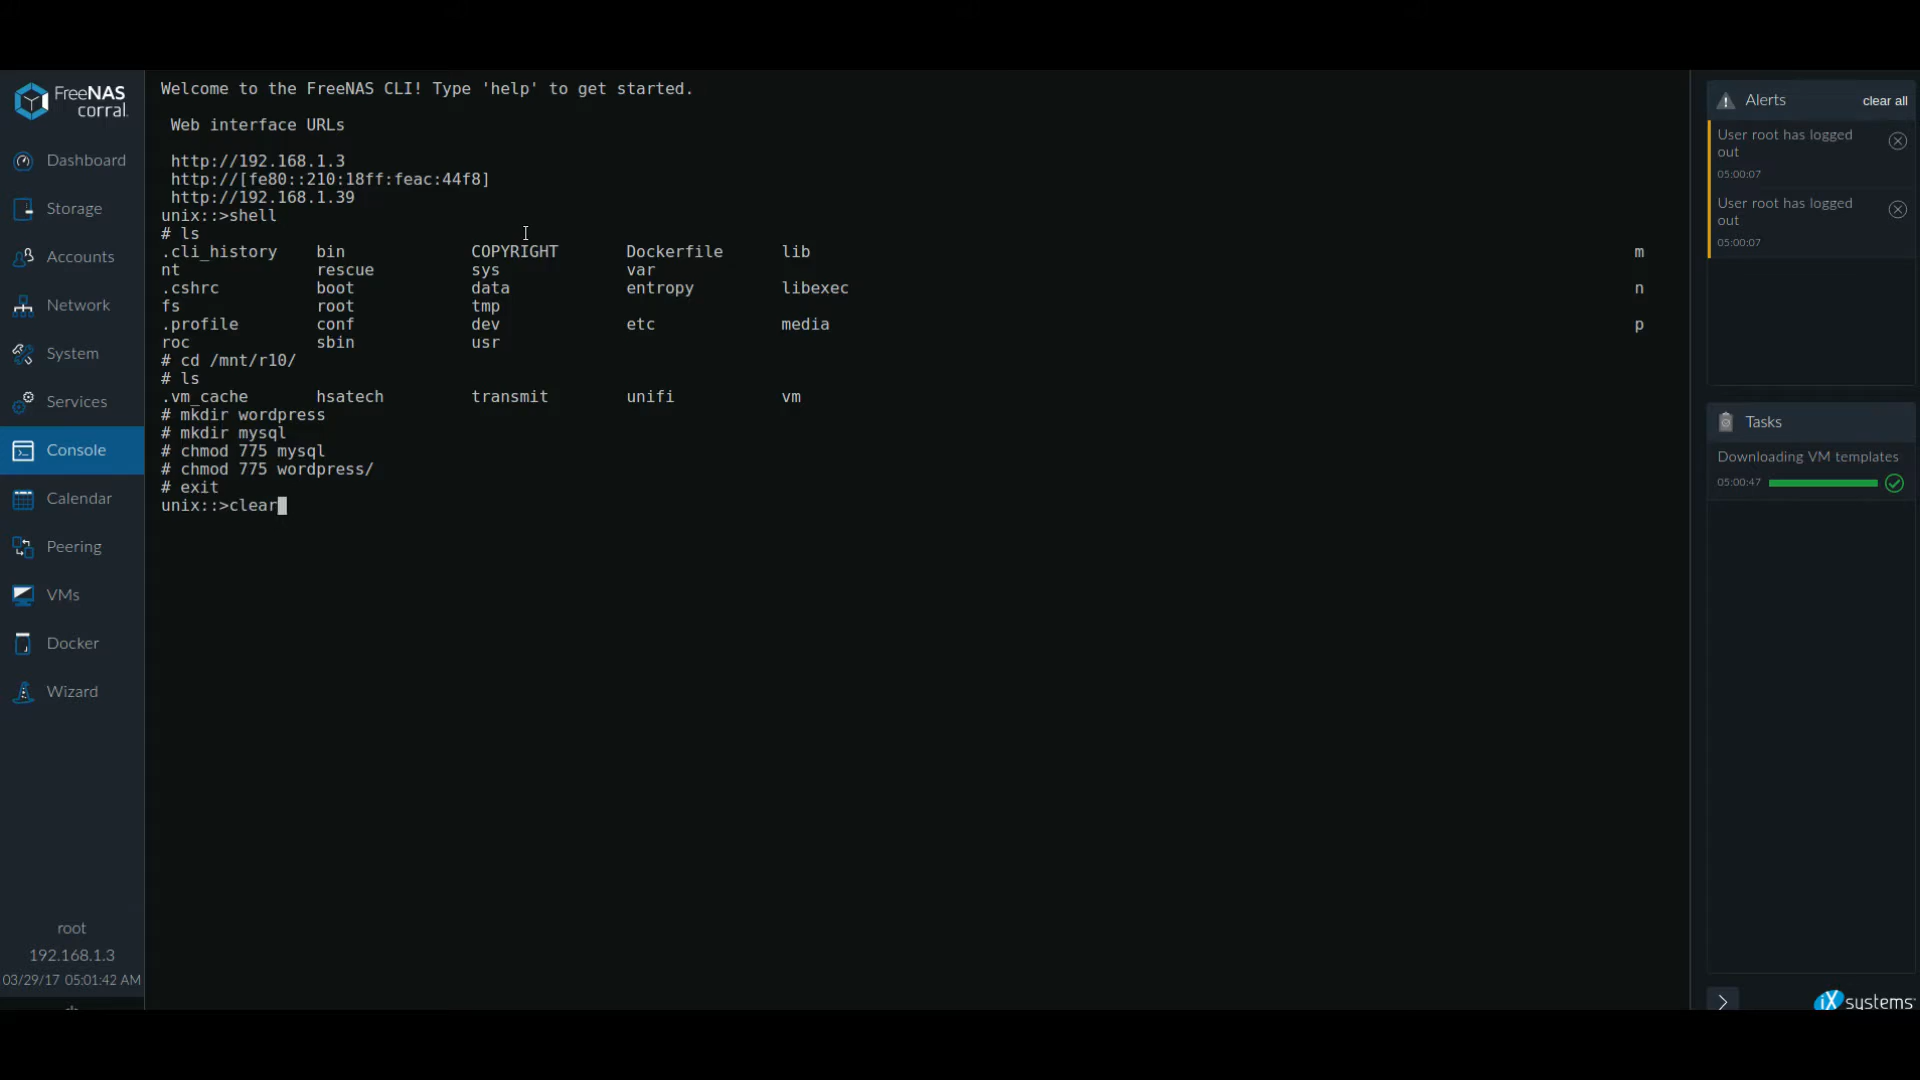 FreeNAS
corral.
Dashboard
Storage
Accounts
Network
System
Services
Console
Calendar
Peering
VMs
Docker
Wizard
root
192.168.1.3
03/29/17 05:01:42 AM
Welcome to the FreeNAS CLI! Type 'help' to get started.
Web interface URLs
http://192.168.1.3
http://[fe80::210:18ff:feac:44f8]
http://192.168.1.39
unix::>shell
# ls
.cli_history bin COPYRIGHT Dockerfile lib m
nt rescue sys var
.cshrc boot data entropy libexec n
fs root tmp
.profile conf dev etc media p
roc sbin usr
# cd /mnt/r10/
# ls
.vm_cache hsatech transmit unifi vm
# mkdir wordpress
# mkdir mysql
# chmod 775 mysql
# chmod 775 wordpress/
# exit
unix::>clear
Alerts clear all
User root has logged
out
05:00:07
User root has logged
out
05:00:07
Tasks
Downloading VM templates
05:00:47
iXsystems